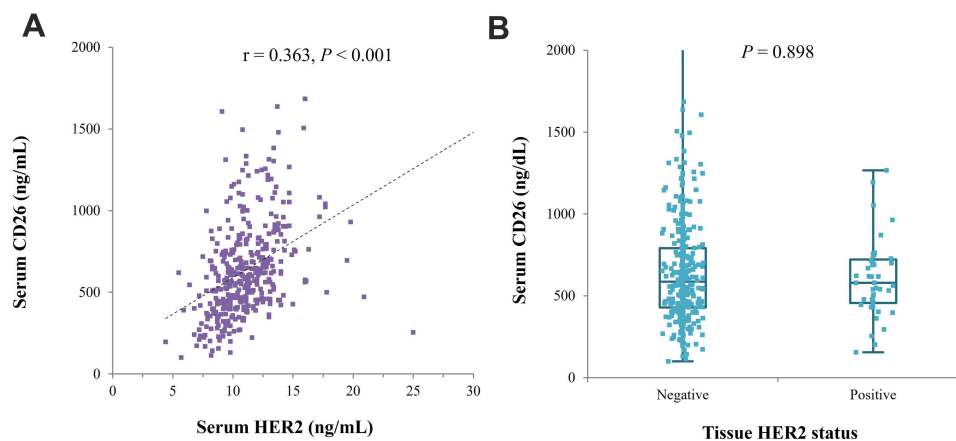 A
r = 0.363, P < 0.001
Serum CD26 (ng/mL)
2000
1500
1000
500
0
0
5
10
15
20
25
30
Serum HER2 (ng/mL)
B
P = 0.898
Serum CD26 (ng/dL)
2000
1500
1000
500
0
Negative
Positive
Tissue HER2 status